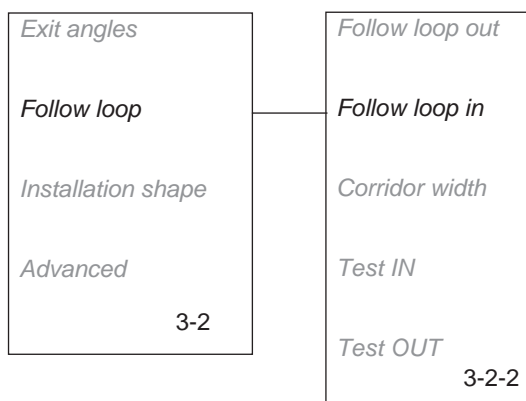 Exit angles
Follow loop
Installation shape
Advanced
3-2
Follow loop out
Follow loop in
Corridor width
Test IN
Test OUT
3-2-2